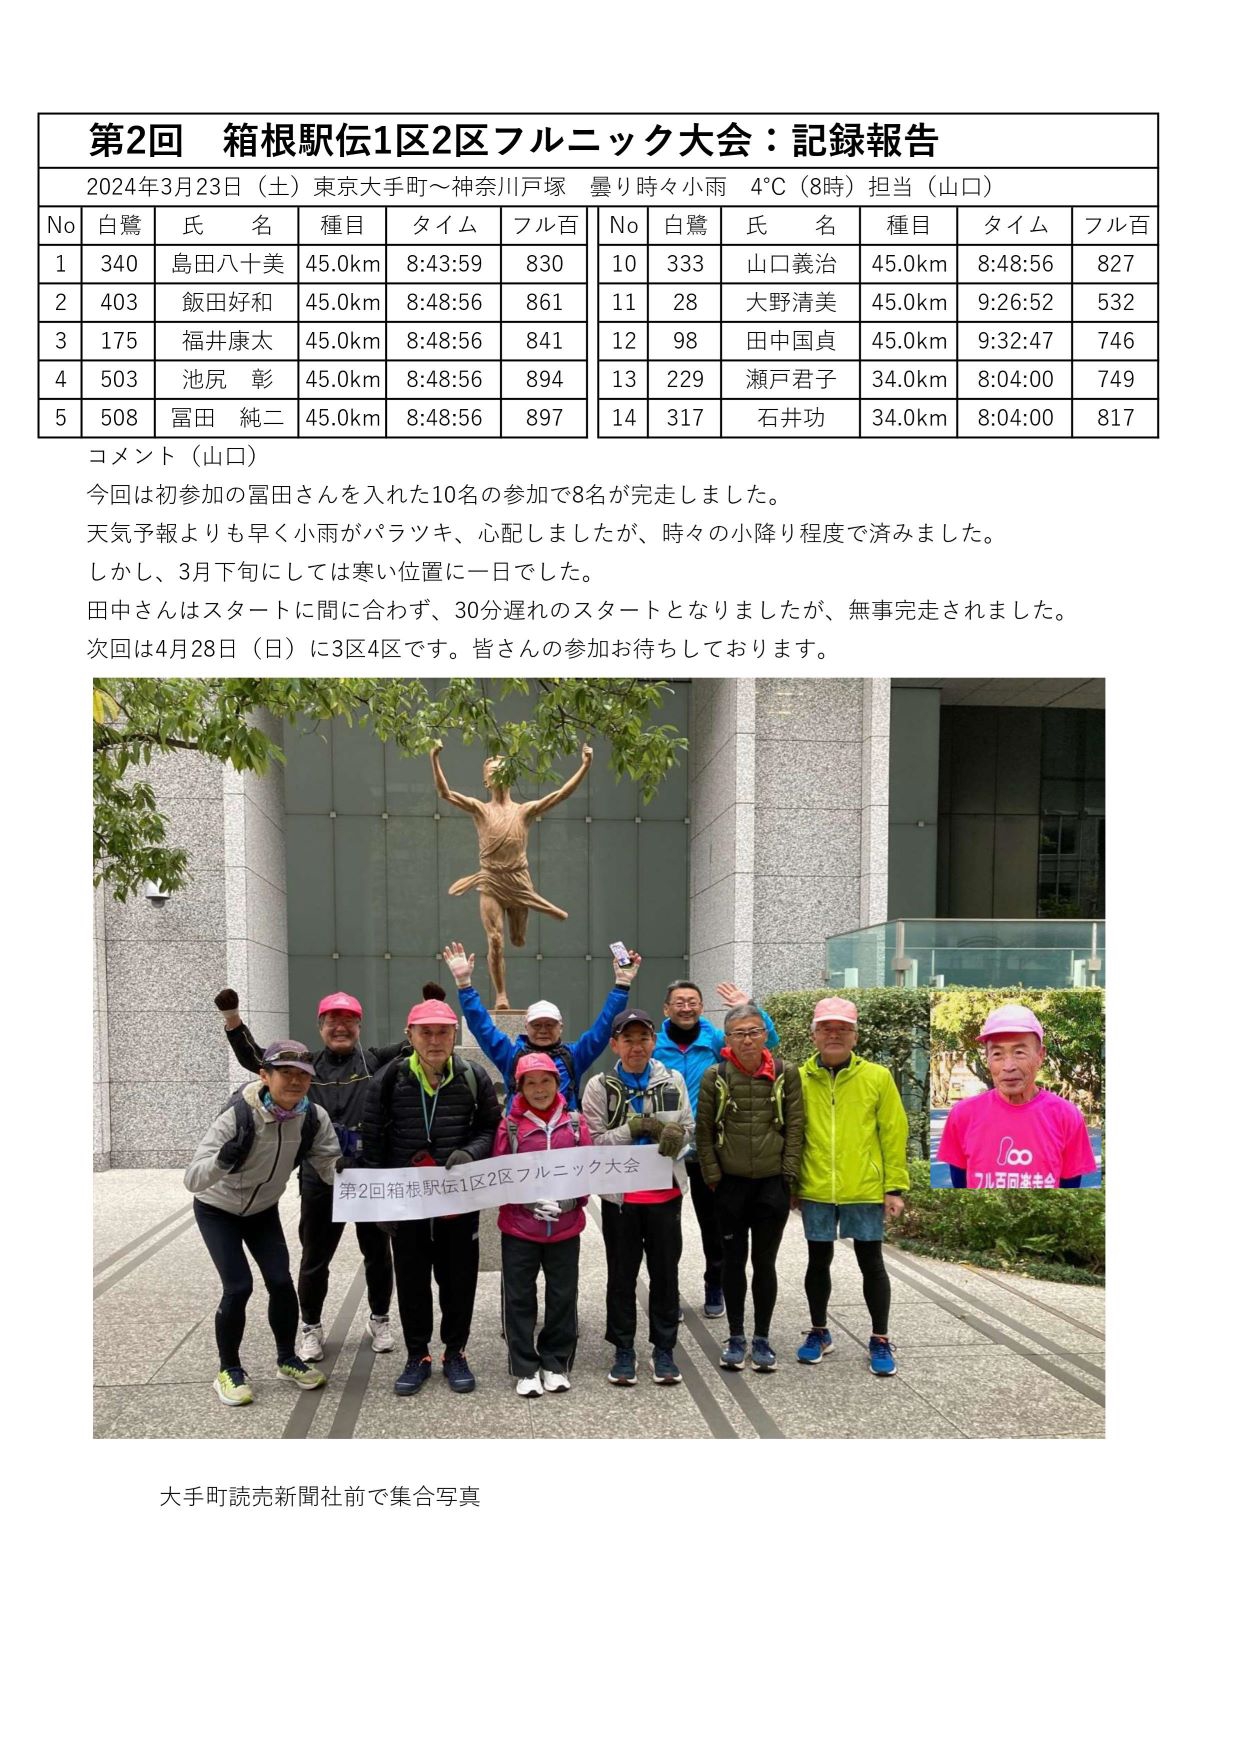 第2回　箱根駅伝1区2区フルニック大会：記録報告
2024年3月23日（土）東京大手町～神奈川戸塚　曇り時々小雨　4℃（8時）担当（山口）
No 白鷺 氏　名 種目 タイム フル百 No 白鷺 氏　名 種目 タイム フル百
1 340 島田八十美 45.0km 8:43:59 830 10 333 山口義治 45.0km 8:48:56 827
2 403 飯田好和 45.0km 8:48:56 861 11 28 大野清美 45.0km 9:26:52 532
3 175 福井康太 45.0km 8:48:56 841 12 98 田中国貞 45.0km 9:32:47 746
4 503 池尻　彰 45.0km 8:48:56 894 13 229 瀬戸君子 34.0km 8:04:00 749
5 508 冨田　純二 45.0km 8:48:56 897 14 317 石井功 34.0km 8:04:00 817
コメント（山口）
今回は初参加の冨田さんを入れた10名の参加で8名が完走しました。
天気予報よりも早く小雨がパラツキ、心配しましたが、時々の小降り程度で済みました。
しかし、3月下旬にしては寒い位置に一日でした。
田中さんはスタートに間に合わず、30分遅れのスタートとなりましたが、無事完走されました。
次回は4月28日（日）に3区4区です。皆さんの参加お待ちしております。
第2回箱根駅伝1区2区フルニック大会
100
フル百回楽走会
大手町読売新聞社前で集合写真